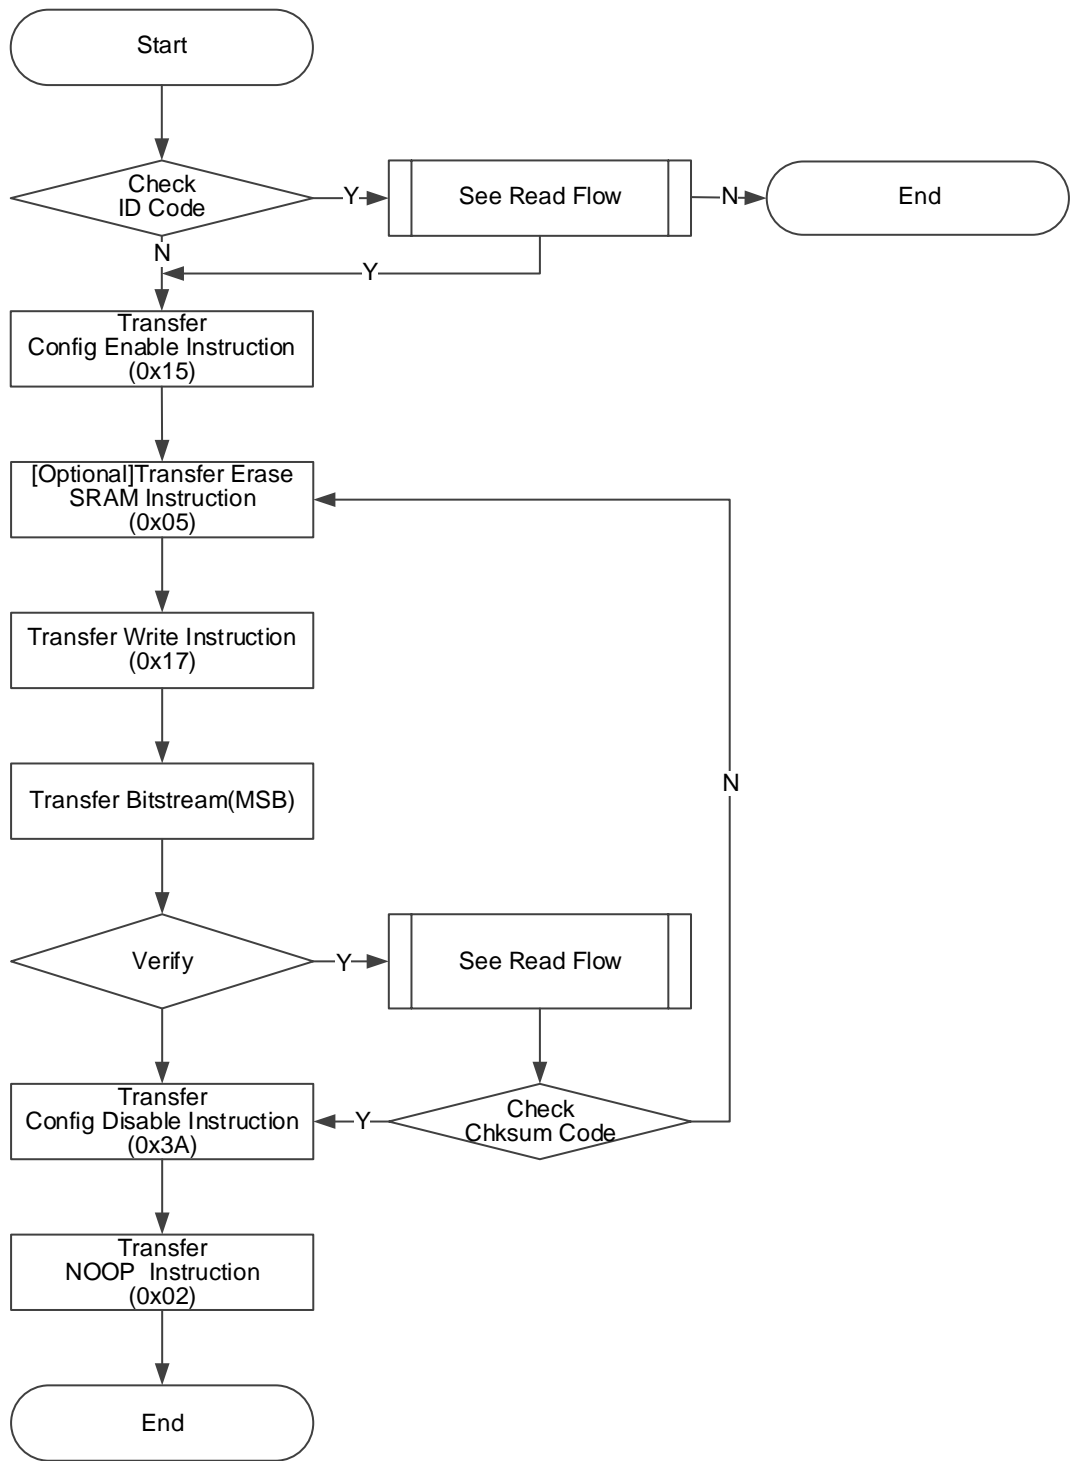 Start
Check
ID Code
Y
See Read Flow
N
End
N
Y
Transfer
Config Enable Instruction
(0x15)
[Optional]Transfer Erase
SRAM Instruction
(0x05)
Transfer Write Instruction
(0x17)
N
Transfer Bitstream(MSB)
Verify
Y
See Read Flow
Transfer
Config Disable Instruction
(0x3A)
Y
Check
Chksum Code
Transfer
NOOP  Instruction
(0x02)
End